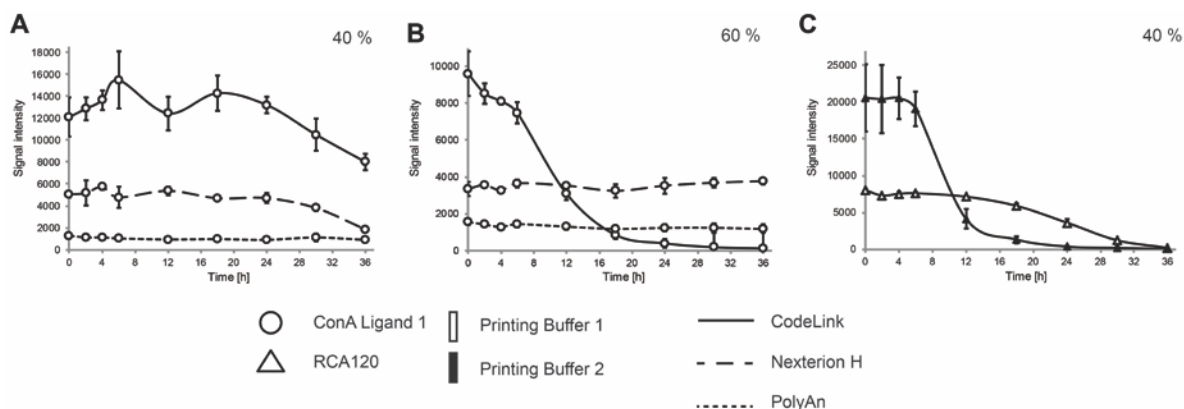 A
40 %
Signal intensity
18000
16000
14000
12000
10000
8000
6000
4000
2000
0
0 4 8 12 16 20 24 28 32 36
Time [h]
B
60 %
Signal intensity
10000
8000
6000
4000
2000
0
0 4 8 12 16 20 24 28 32 36
Time [h]
C
40 %
Signal intensity
25000
20000
15000
10000
5000
0
0 4 8 12 16 20 24 28 32 36
Time [h]
ConA Ligand 1
RCA120
Printing Buffer 1
Printing Buffer 2
CodeLink
Nexterion H
PolyAn